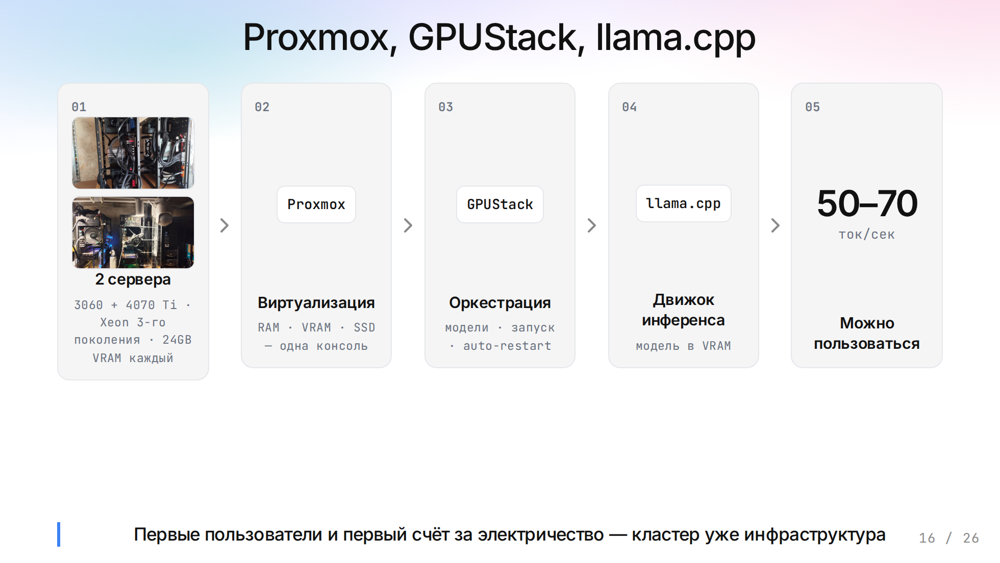 Proxmox, GPUStack, llama.cpp
01
2 сервера
3060 + 4070 Ti ·
Xeon 3-го
поколения · 24GB
VRAM каждый
02
Proxmox
Виртуализация
RAM · VRAM · SSD
— одна консоль
03
GPUStack
Оркестрация
модели · запуск
· auto-restart
04
llama.cpp
Движок
инференса
модель в VRAM
05
50–70
ток/сек
Можно
пользоваться
Первые пользователи и первый счёт за электричество — кластер уже инфраструктура
16 / 26